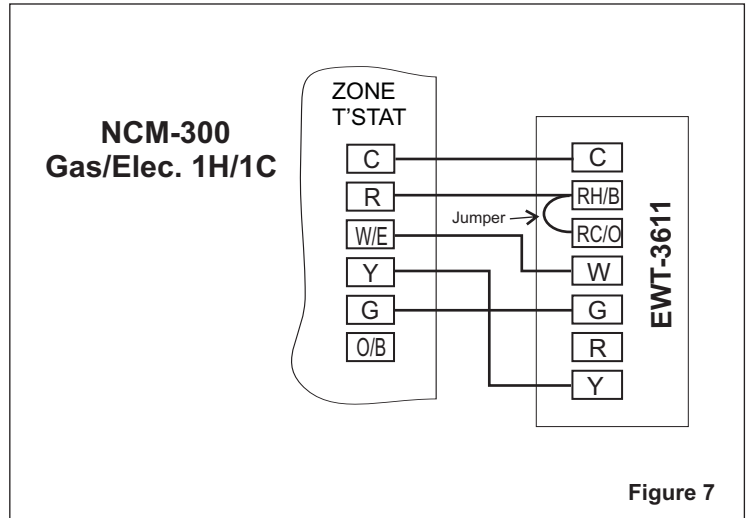 NCM-300
Gas/Elec. 1H/1C
ZONE
T'STAT
C
R
W/E
Y
G
O/B
Jumper
C
RH/B
RC/O
W
G
R
Y
EWT-3611
Figure 7